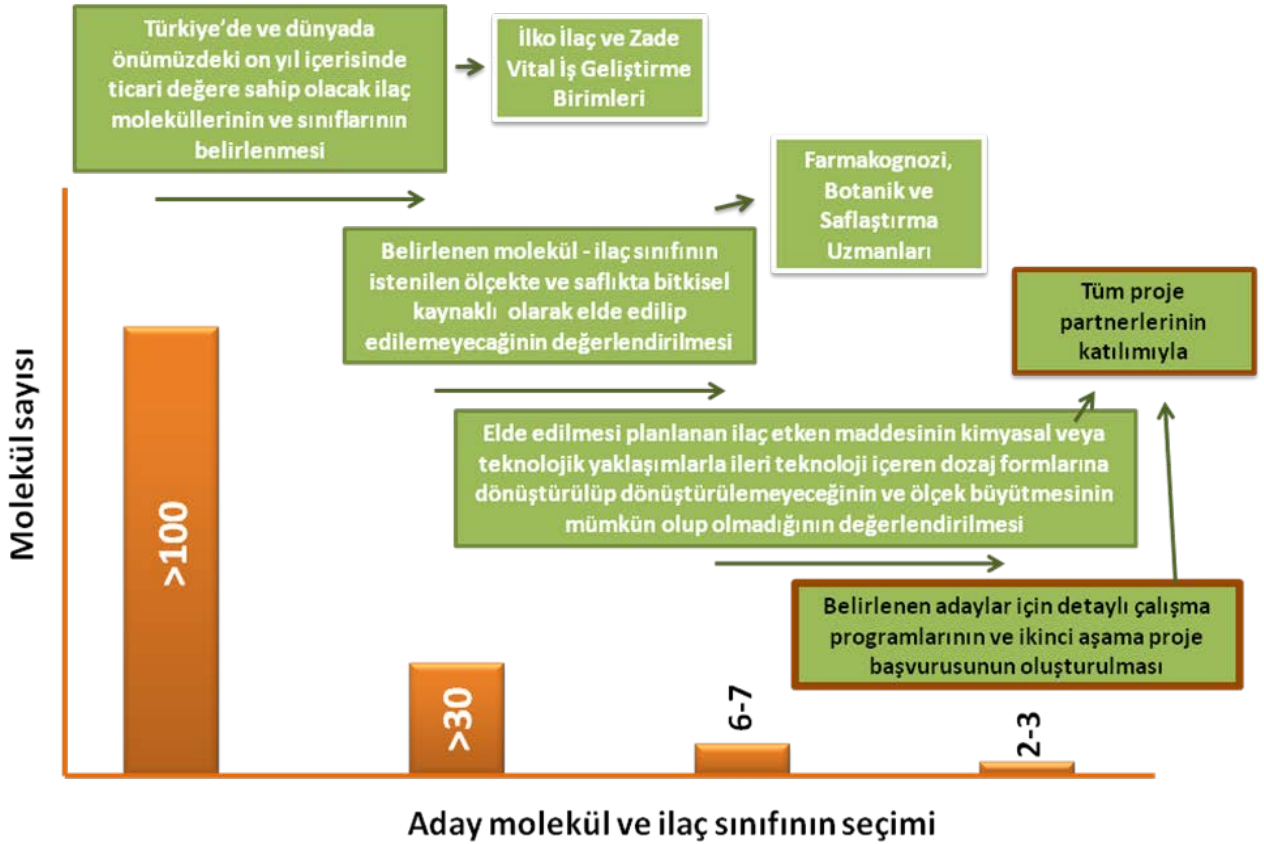 Türkiye'de ve dünyada
önümüzdeki on yıl içerisinde
ticari değere sahip olacak ilaç
moleküllerinin ve sınıflarının
belirlenmesi
İlko İlaç ve Zade
Vital İş Geliştirme
Birimleri
Farmakognozi,
Botanik ve
Saflaştırma
Uzmanları
Belirlenen molekül - ilaç sınıfının
istenilen ölçekte ve saflıkta bitkisel
kaynaklı olarak elde edilip
edilemeyecağinin değerlendirilmesi
Tüm proje
partnerlerinin
katılımıyla
Elde edilmesi planlanan ilaç etken maddesinin kimyasal veya
teknolojik yaklaşımlarla ileri teknoloji içeren dozaj formlarına
dönüştürülüp dönüştürülemeyeceğinin ve ölçek büyütmesinin
mümkün olup olmadığının değerlendirilmesi
Belirlenen adaylar için detaylı çalışma
programlarının ve ikinci aşama proje
başvurusunun oluşturulması
Molekül sayısı
>100
>30
6-7
2-3
Aday molekül ve ilaç sınıfının seçimi